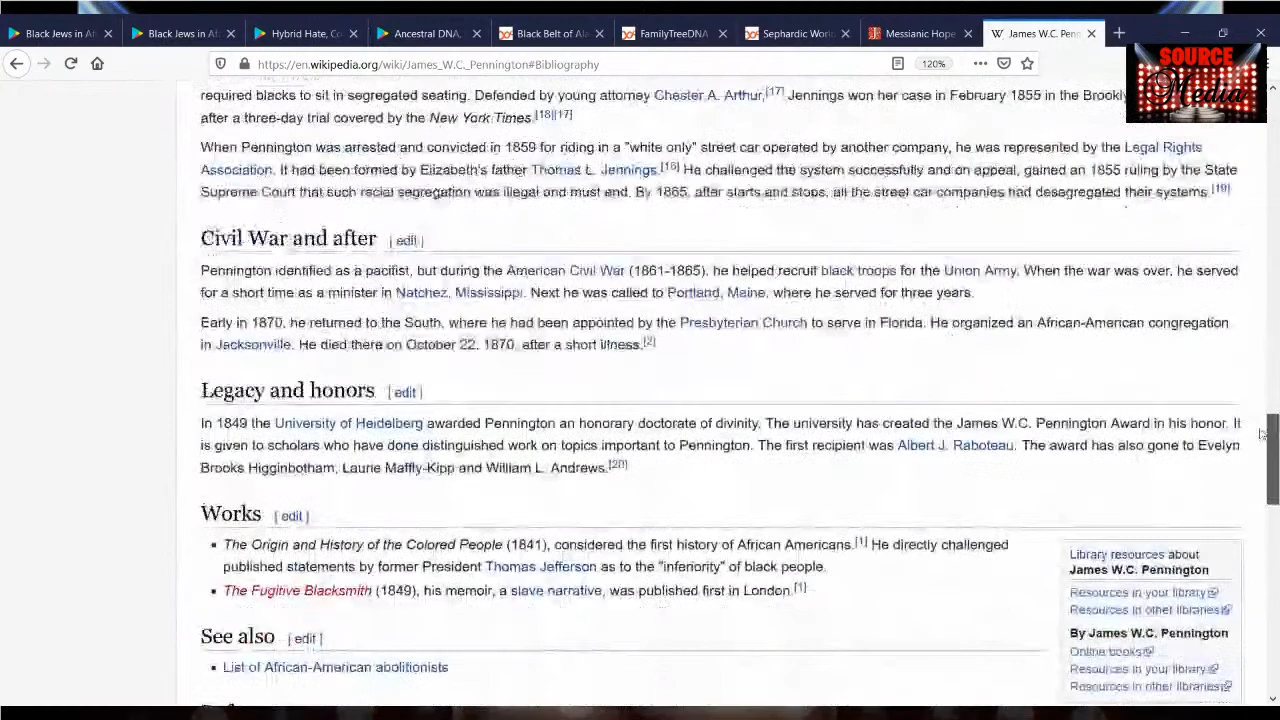 Black Jews in Af
Black Jews in Af
Hybrid Hate, Co
Ancestral DNA,
Black Belt of Al
FamilyTreeDNA
Sephardic Worl
Messianic Hope
James W.C. Penn
https://en.wikipedia.org/wiki/James_W.C._Pennington#Bibliography
120%
SOURCE
Media
required blacks to sit in segregated seating. Defended by young attorney Chester A. Arthur,[17] Jennings won her case in February 1855 in the Brookly
after a three-day trial covered by the New York Times.[18][17]
When Pennington was arrested and convicted in 1859 for riding in a "white only" street car operated by another company, he was represented by the Legal Rights
Association. It had been formed by Elizabeth's father Thomas L. Jennings.[16] He challenged the system successfully and on appeal, gained an 1855 ruling by the State
Supreme Court that such racial segregation was illegal and must end. By 1865, after starts and stops, all the street car companies had desegregated their systems.[19]
Civil War and after [ edit ]
Pennington identified as a pacifist, but during the American Civil War (1861-1865), he helped recruit black troops for the Union Army. When the war was over, he served
for a short time as a minister in Natchez, Mississippi. Next he was called to Portland, Maine, where he served for three years.
Early in 1870, he returned to the South, where he had been appointed by the Presbyterian Church to serve in Florida. He organized an African-American congregation
in Jacksonville. He died there on October 22, 1870, after a short illness.[2]
Legacy and honors [ edit ]
In 1849 the University of Heidelberg awarded Pennington an honorary doctorate of divinity. The university has created the James W.C. Pennington Award in his honor. It
is given to scholars who have done distinguished work on topics important to Pennington. The first recipient was Albert J. Raboteau. The award has also gone to Evelyn
Brooks Higginbotham, Laurie Maffly-Kipp and William L. Andrews.[20]
Works [ edit ]
The Origin and History of the Colored People (1841), considered the first history of African Americans.[1] He directly challenged
published statements by former President Thomas Jefferson as to the "inferiority" of black people.
The Fugitive Blacksmith (1849), his memoir, a slave narrative, was published first in London.[1]
Library resources about
James W.C. Pennington
Resources in your library
Resources in other libraries
By James W.C. Pennington
Online books
Resources in your library
Resources in other libraries
See also [ edit ]
List of African-American abolitionists